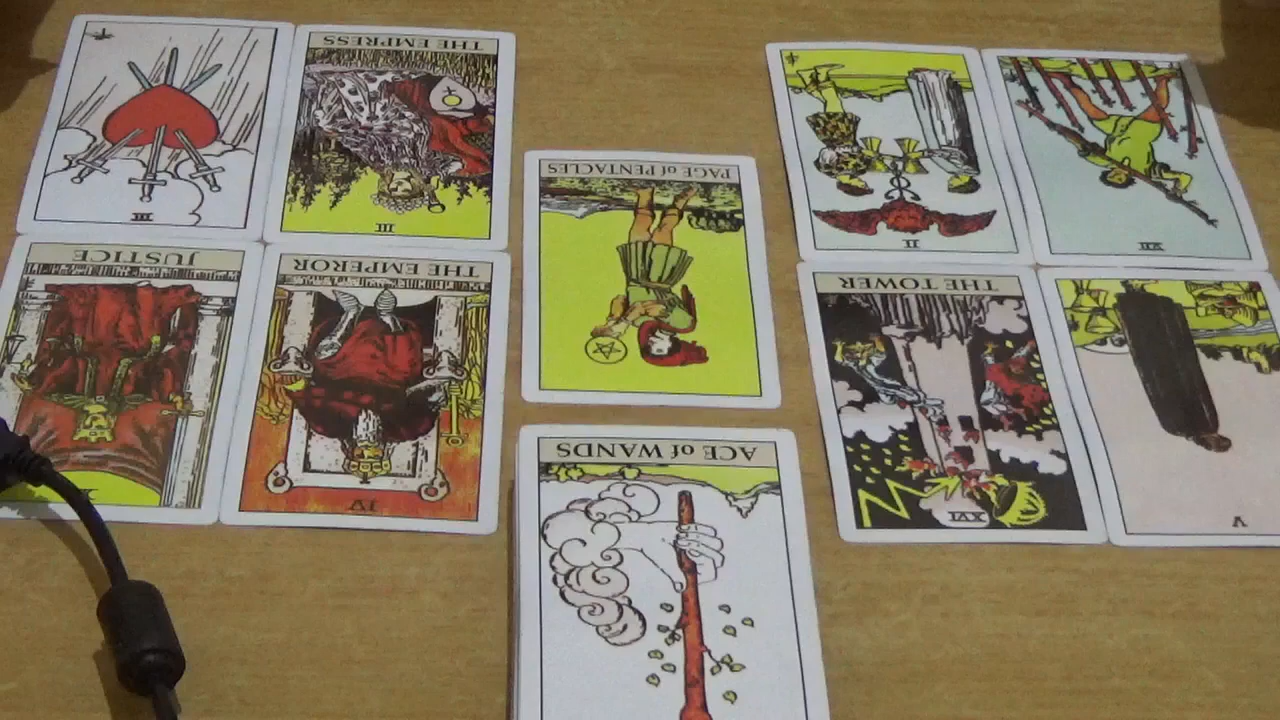 III
THE EMPRESS
III
JUSTICE
THE EMPEROR
IV
PAGE of PENTACLES
ACE of WANDS
II
VII
THE TOWER
XVI
V